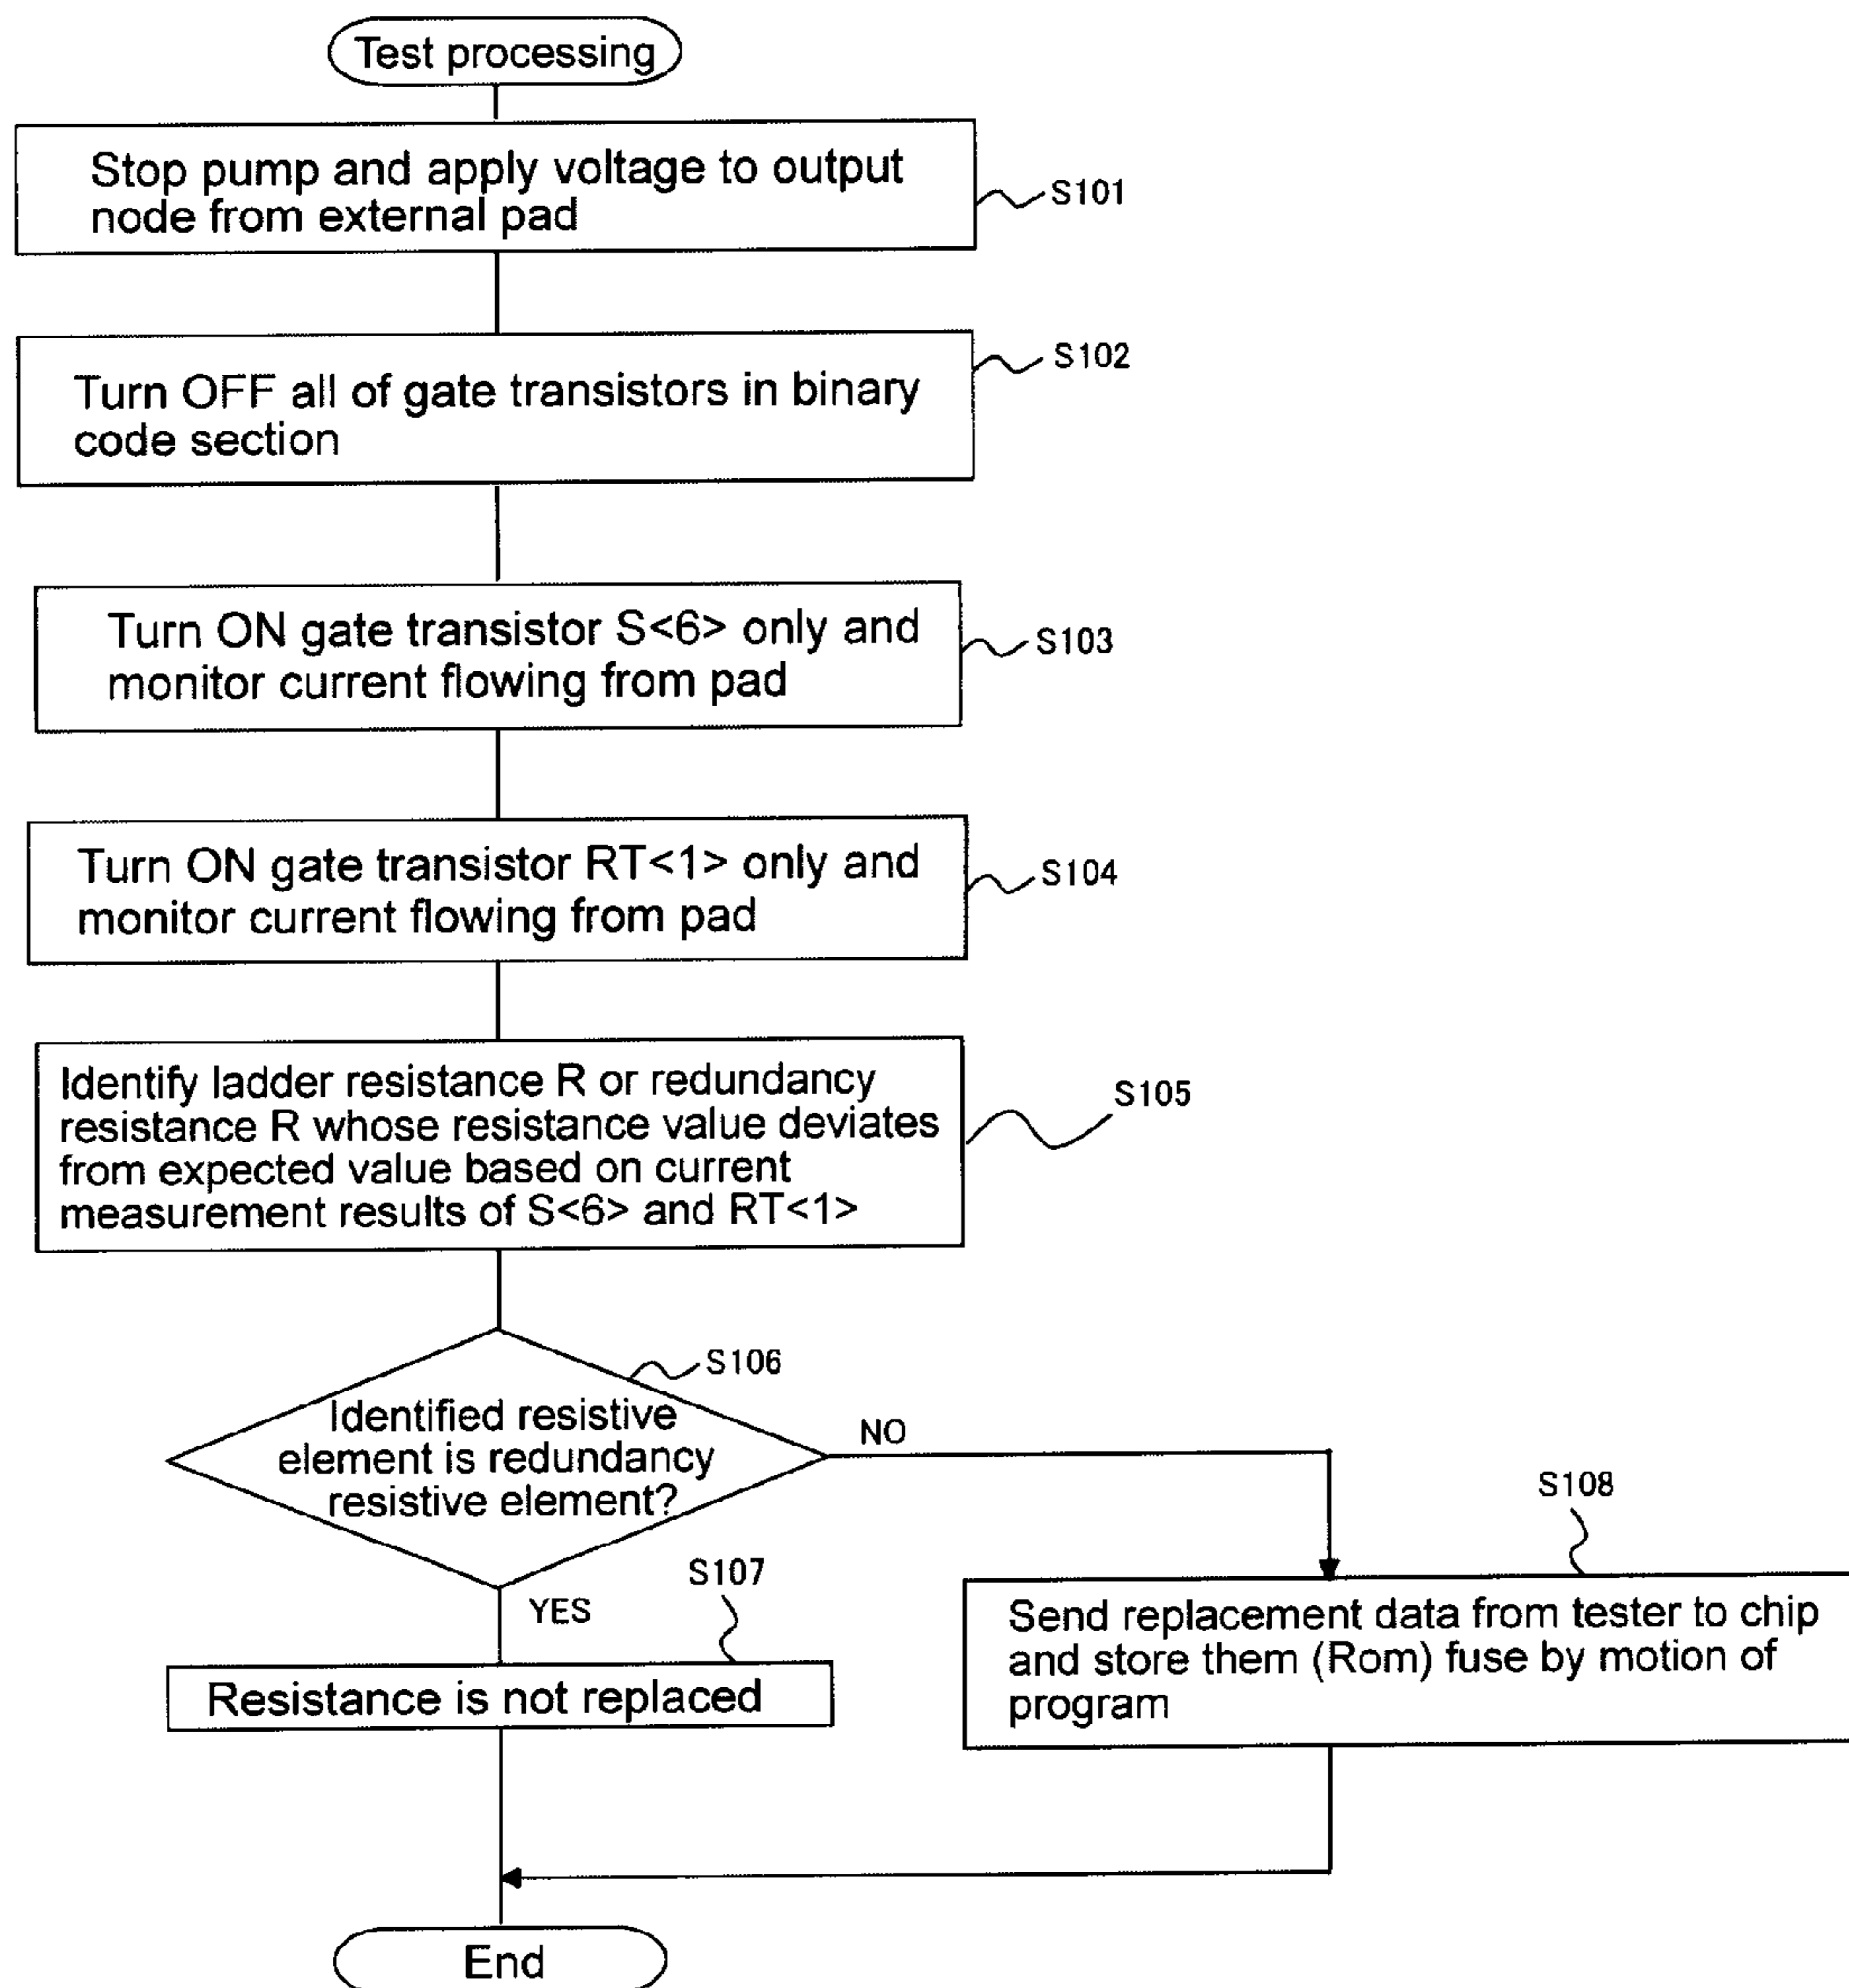 Test processing
Stop pump and apply voltage to output
node from external pad
S101
Turn OFF all of gate transistors in binary
code section
S102
Turn ON gate transistor S<6> only and
monitor current flowing from pad
S103
Turn ON gate transistor RT<1> only and
monitor current flowing from pad
S104
Identify ladder resistance R or redundancy
resistance R whose resistance value deviates
from expected value based on current
measurement results of S<6> and RT<1>
S105
S106
Identified resistive
element is redundancy
resistive element?
NO
YES
S107
Resistance is not replaced
S108
Send replacement data from tester to chip
and store them (Rom) fuse by motion of
program
End